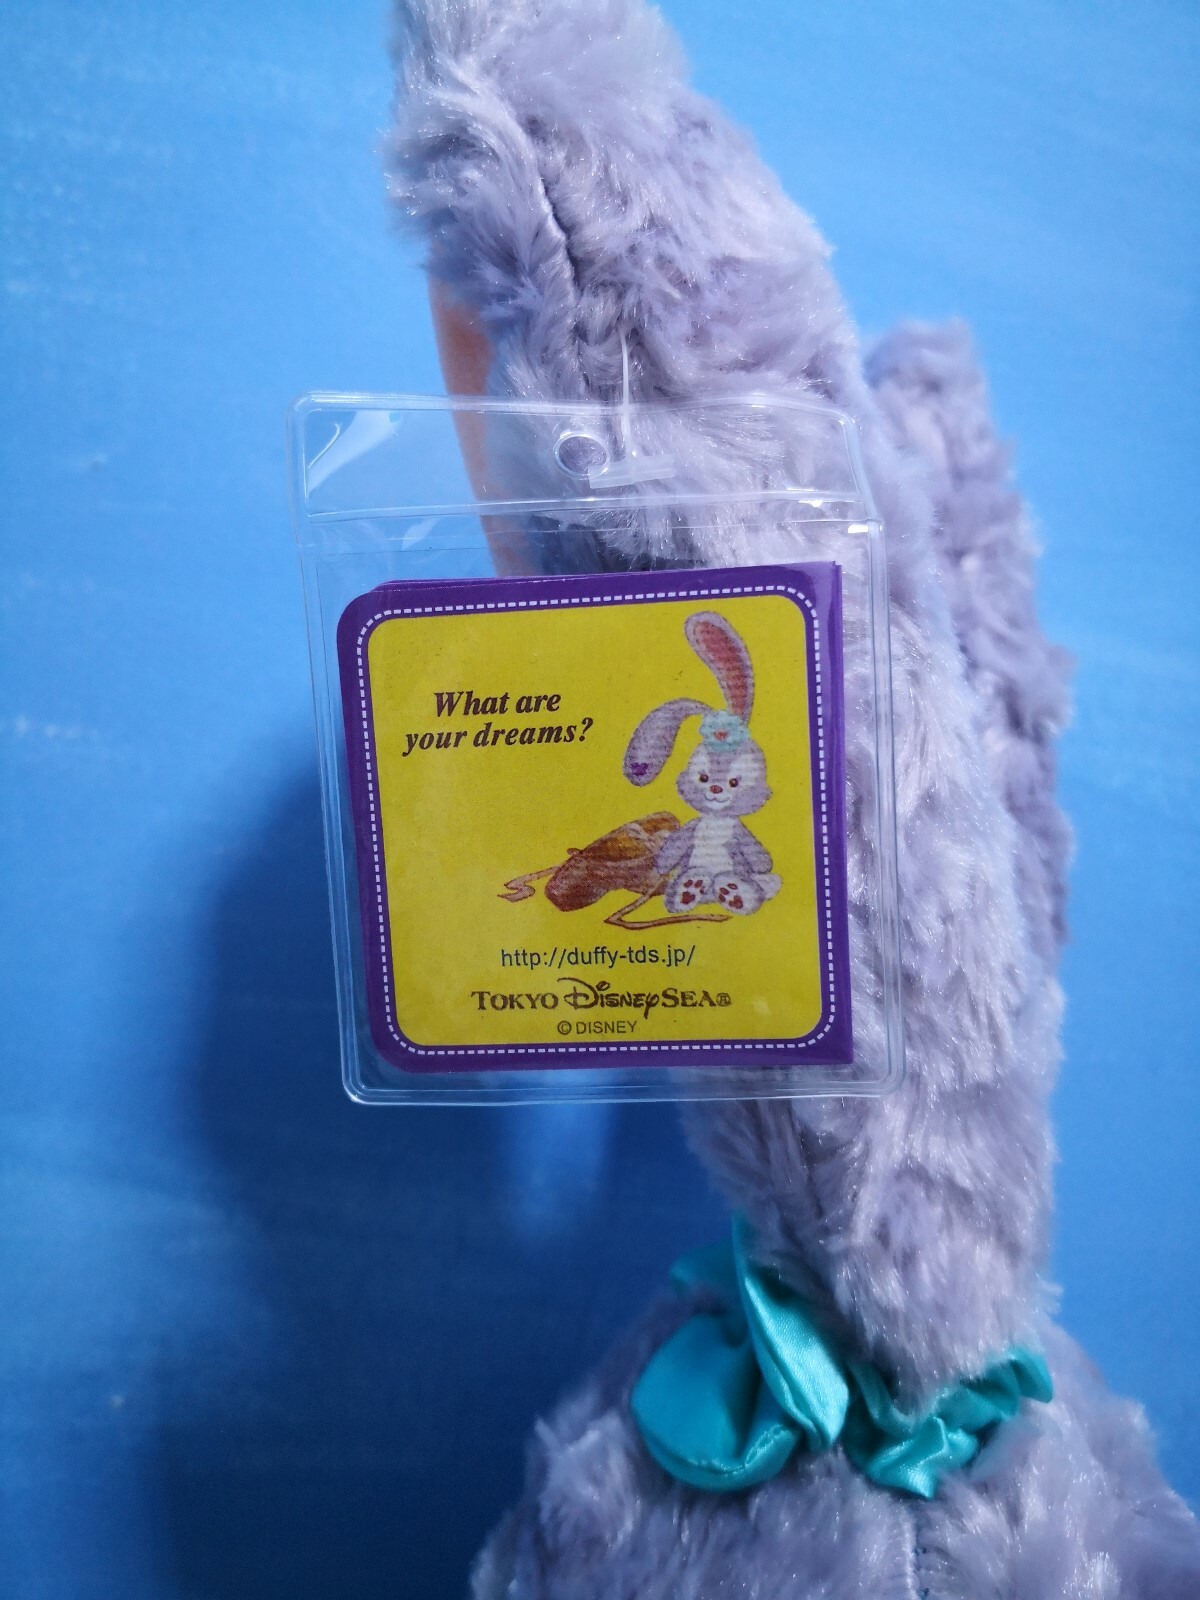 What are
your dreams?
http://duffy-tds.jp/
TOKYO DISNEYSEA®
© DISNEY